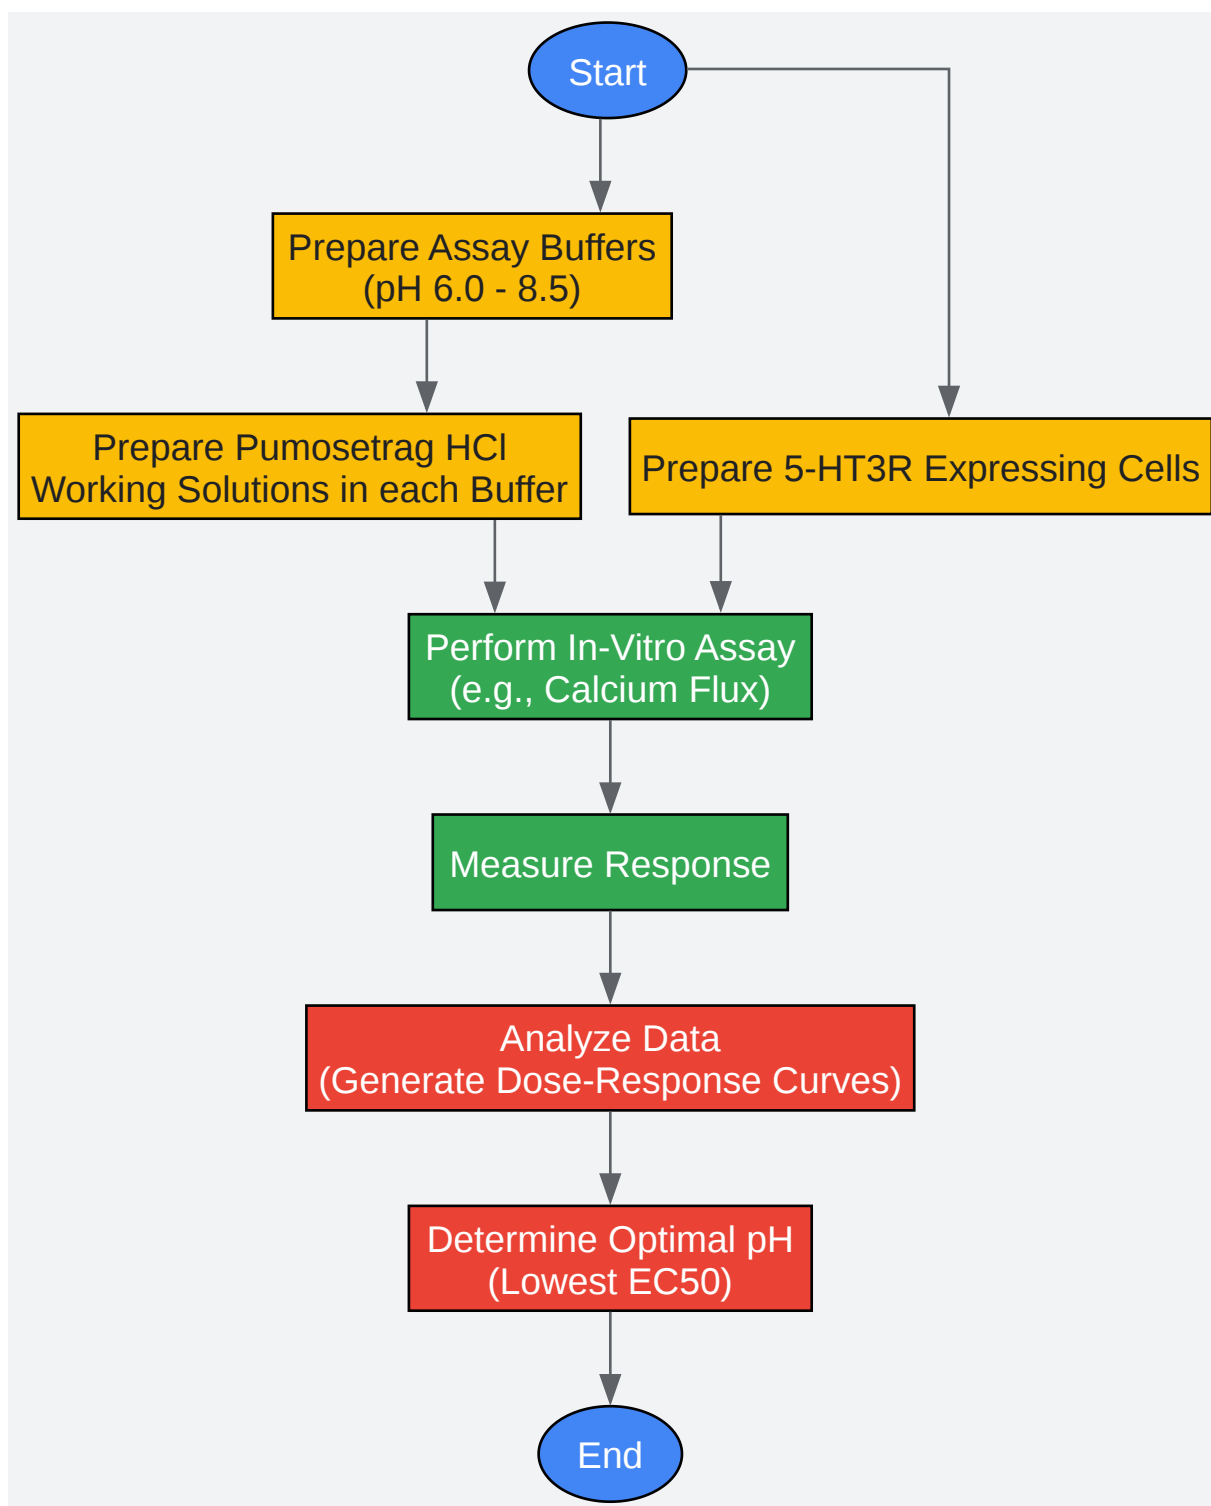 Start
Prepare Assay Buffers
(pH 6.0 - 8.5)
Prepare Pumosetrag HCl
Working Solutions in each Buffer
Prepare 5-HT3R Expressing Cells
Perform In-Vitro Assay
(e.g., Calcium Flux)
Measure Response
Analyze Data
(Generate Dose-Response Curves)
Determine Optimal pH
(Lowest EC50)
End